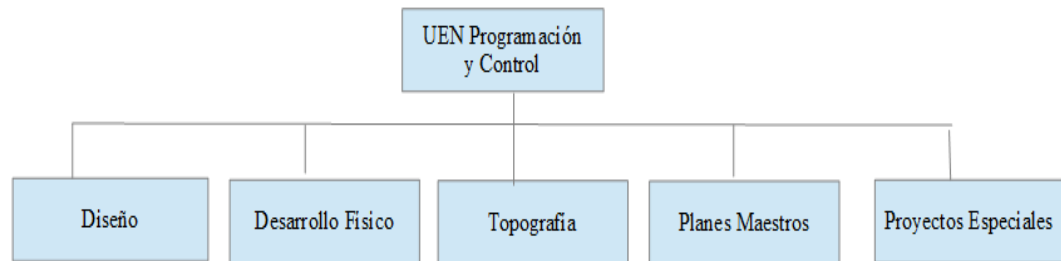 UEN Programación
y Control
Diseño
Desarrollo Físico
Topografía
Planes Maestros
Proyectos Especiales